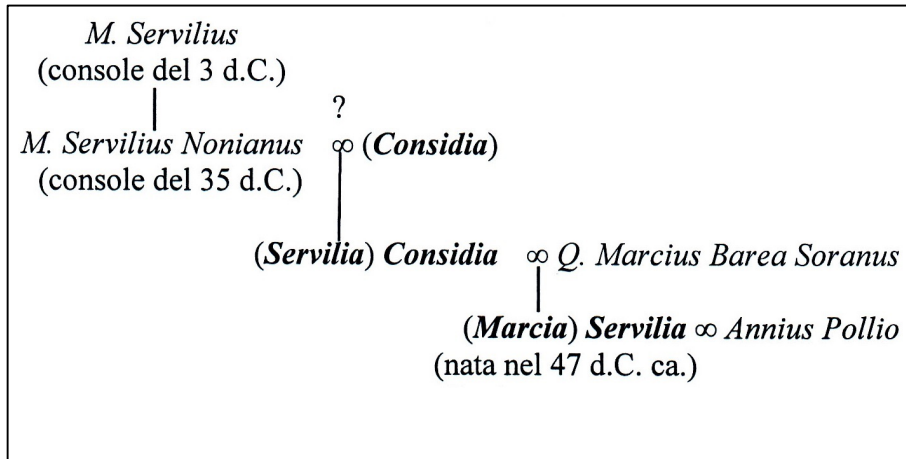 M. Servilius
(console del 3 d.C.)
?
M. Servilius Nonianus ∞ (Considia)
(console del 35 d.C.)
(Servilia) Considia ∞ Q. Marcius Barea Soranus
(Marcia) Servilia ∞ Annius Pollio
(nata nel 47 d.C. ca.)